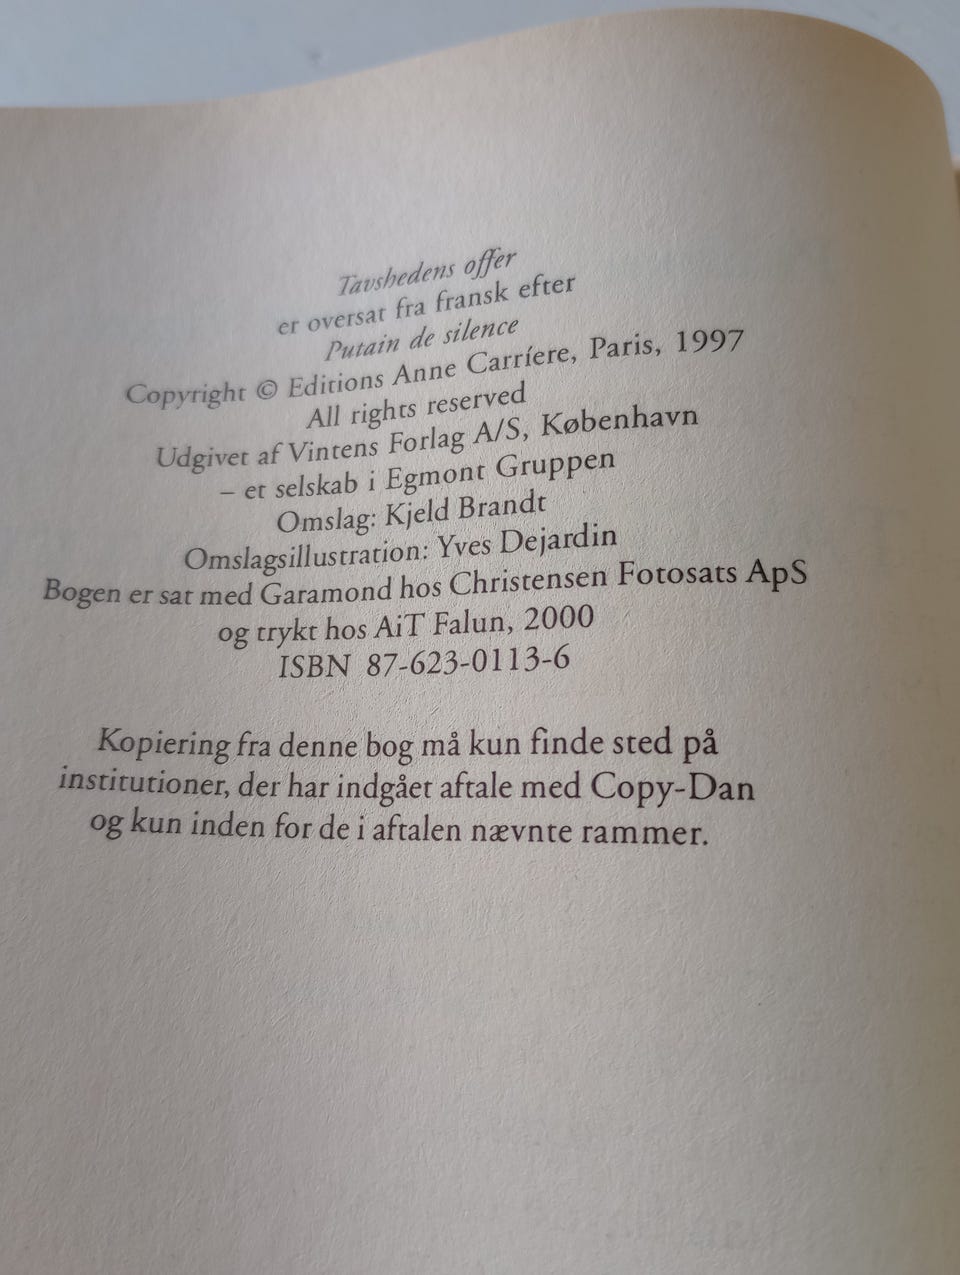 Tavshedens offer
er oversat fra fransk efter
Putain de silence
Copyright © Editions Anne Carríere, Paris, 1997
All rights reserved
Udgivet af Vintens Forlag A/S, København
– et selskab i Egmont Gruppen
Omslag: Kjeld Brandt
Omslagsillustration: Yves Dejardin
Bogen er sat med Garamond hos Christensen Fotosats ApS
og trykt hos AiT Falun, 2000
ISBN 87-623-0113-6
Kopiering fra denne bog må kun finde sted på
institutioner, der har indgået aftale med Copy-Dan
og kun inden for de i aftalen nævnte rammer.